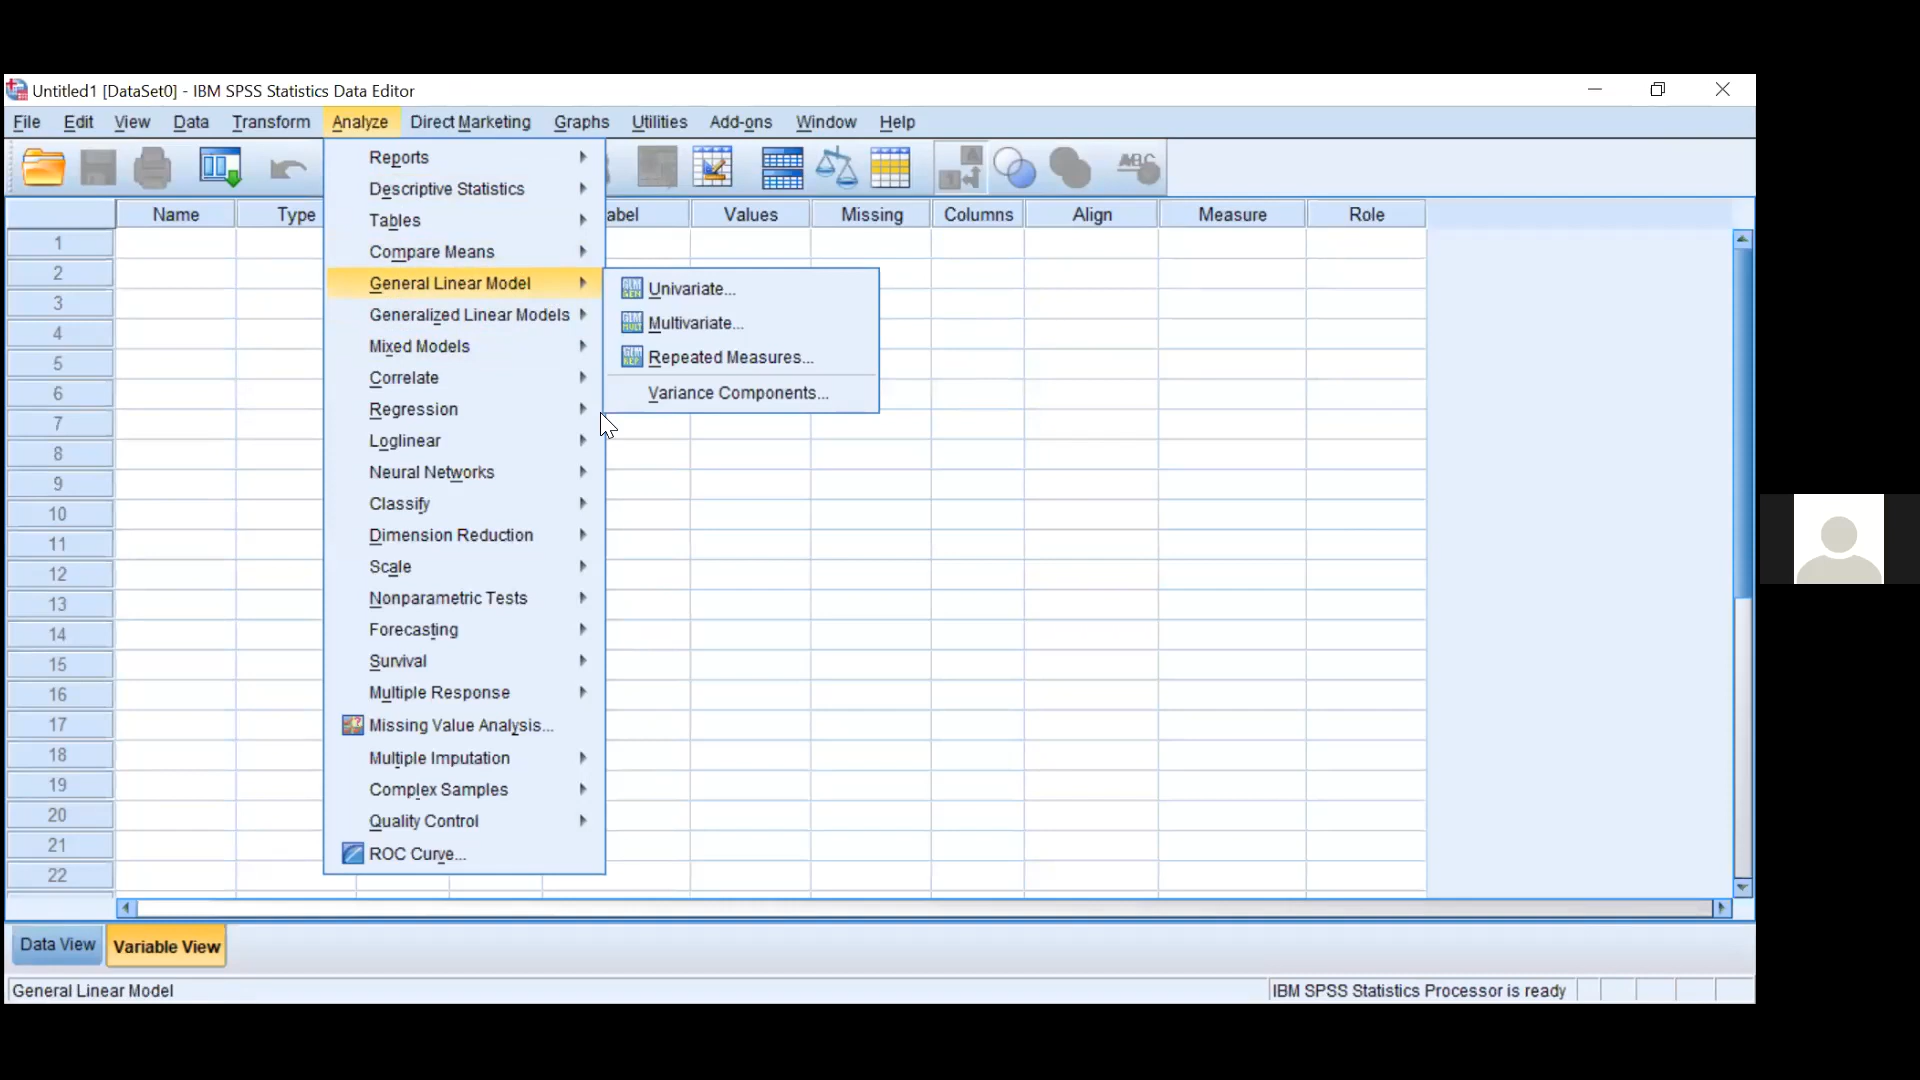 Untitled1 [DataSet0] - IBM SPSS Statistics Data Editor
File Edit View Data Transform Analyze Direct Marketing Graphs Utilities Add-ons Window Help
Name Type abel Values Missing Columns Align Measure Role
Reports
Descriptive Statistics
Tables
Compare Means
General Linear Model
Generalized Linear Models
Mixed Models
Correlate
Regression
Loglinear
Neural Networks
Classify
Dimension Reduction
Scale
Nonparametric Tests
Forecasting
Survival
Multiple Response
Missing Value Analysis...
Multiple Imputation
Complex Samples
Quality Control
ROC Curve...
Univariate...
Multivariate...
Repeated Measures...
Variance Components...
1
2
3
4
5
6
7
8
9
10
11
12
13
14
15
16
17
18
19
20
21
22
Data View Variable View
General Linear Model IBM SPSS Statistics Processor is ready